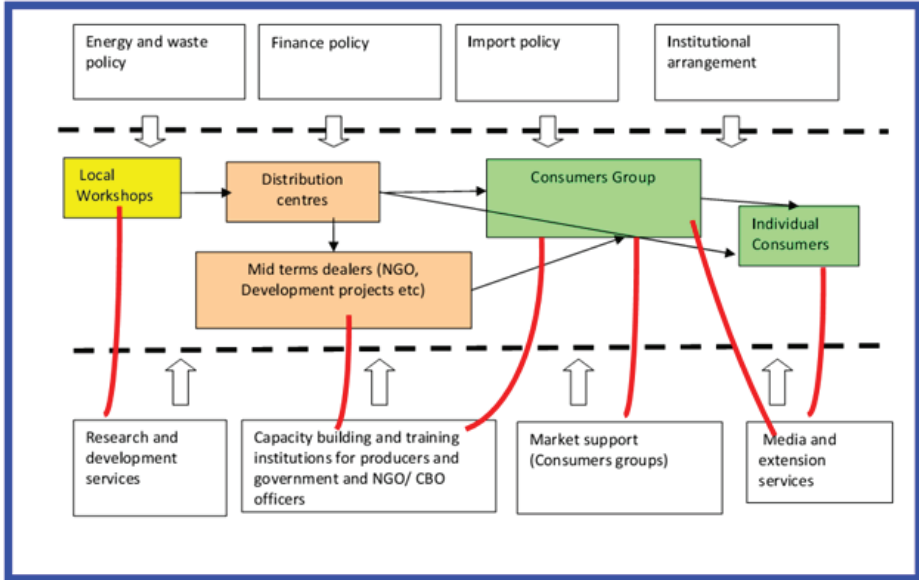 Energy and waste
policy
Finance policy
Import policy
Institutional
arrangement
Local
Workshops
Distribution
centres
Consumers Group
Individual
Consumers
Mid terms dealers (NGO,
Development projects etc)
Research and
development
services
Capacity building and training
institutions for producers and
government and NGO/ CBO
officers
Market support
(Consumers groups)
Media and
extension
services